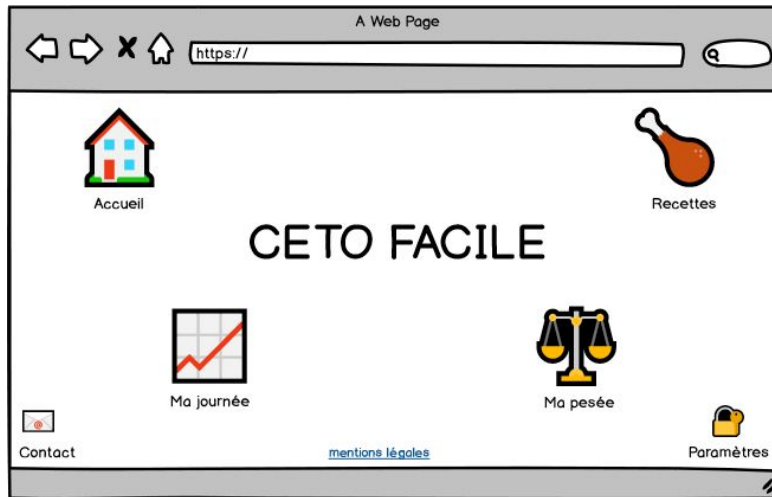 A Web Page
https://
Accueil
Recettes
CETO FACILE
Ma journée
Ma pesée
Contact
mentions légales
Paramètres